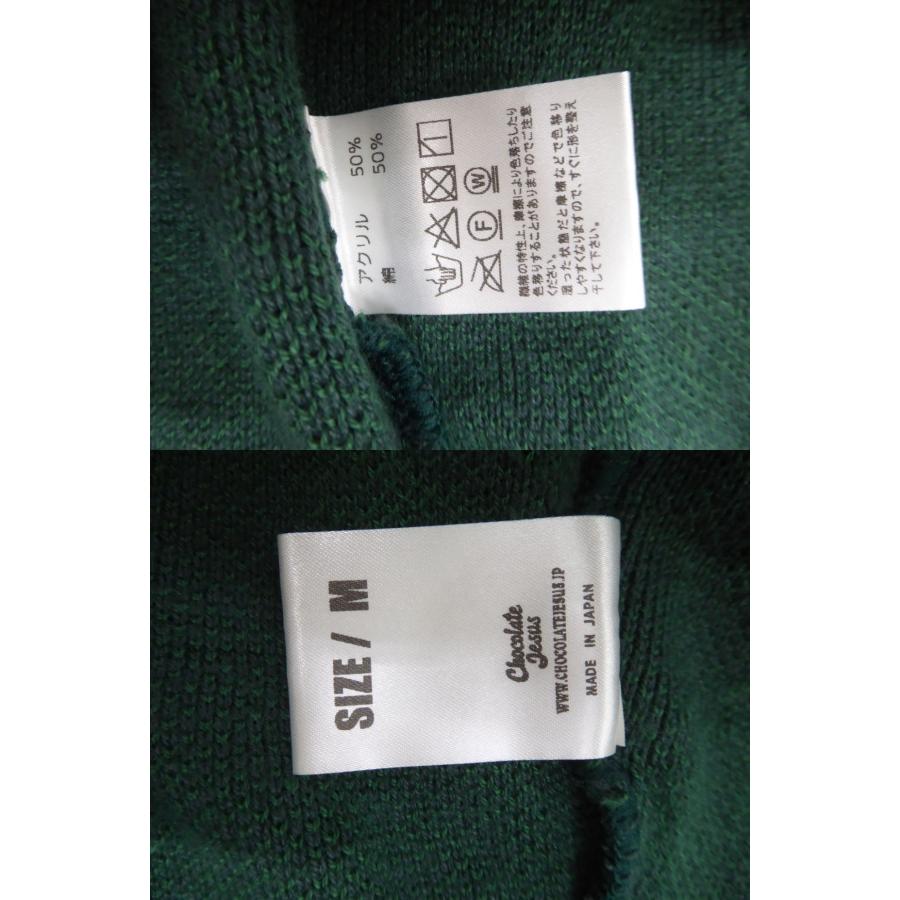 アクリル 50%
綿 50%
F W
繊維の特性上、摩擦により色落ちしたり
色移りすることがありますのでご注意
ください。
湿った状態だと摩擦などで色移り
しやすくなりますので、すぐに形を整え
干して下さい。
SIZE / M
Chocolate
Jesus
WWW.CHOCOLATEJESUS.JP
MADE IN JAPAN